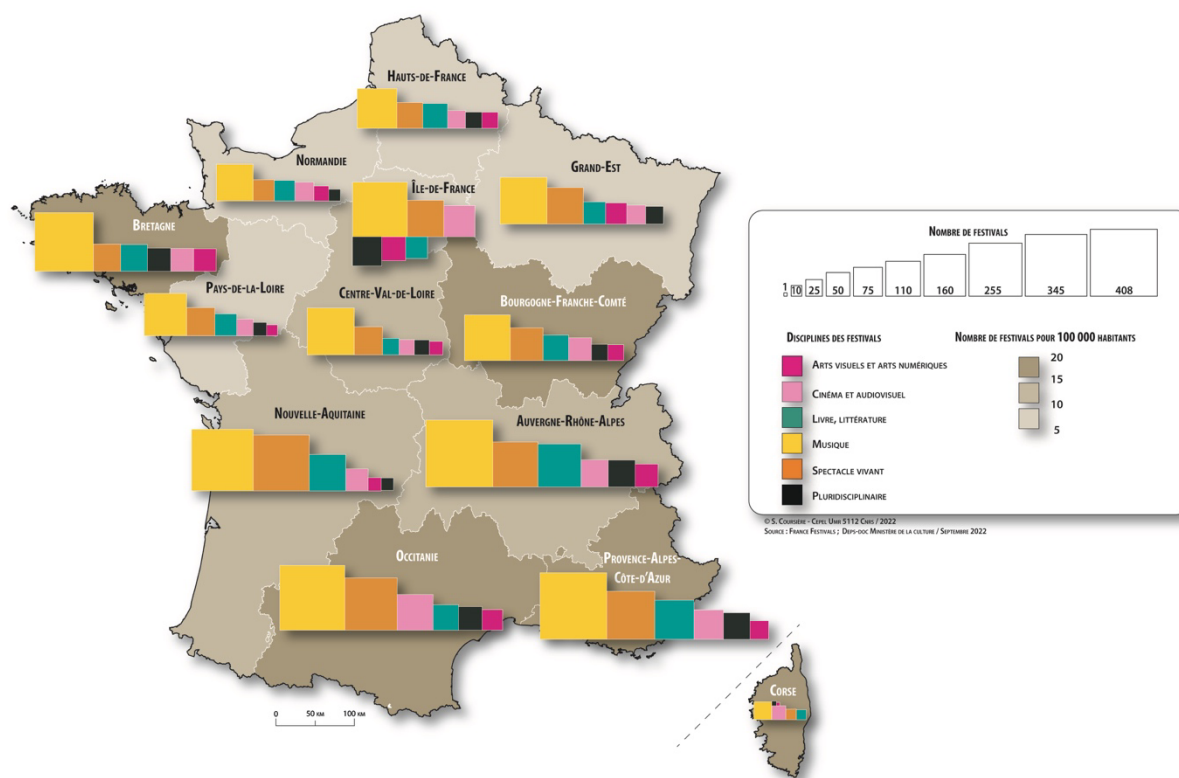 Hauts-de-France
Normandie
Grand-Est
Île-de-France
Bretagne
Pays-de-la-Loire
Centre-Val-de-Loire
Bourgogne-Franche-Comté
Nouvelle-Aquitaine
Auvergne-Rhône-Alpes
Occitanie
Provence-Alpes-
Côte-d'Azur
Corse
0 50 km 100
Nombre de festivals
1 10 25 50 75 110 160 255 345 408
Disciplines des festivals
Arts visuels et arts numériques
Cinéma et audiovisuel
Livre, littérature
Musique
Spectacle vivant
Pluridisciplinaire
Nombre de festivals pour 100 000 habitants
20
15
10
5
© S. Coursière - Cepel Umr 5112 Cnrs / 2022
Source : France Festivals ; Deps-doc Ministère de la culture / Septembre 2022